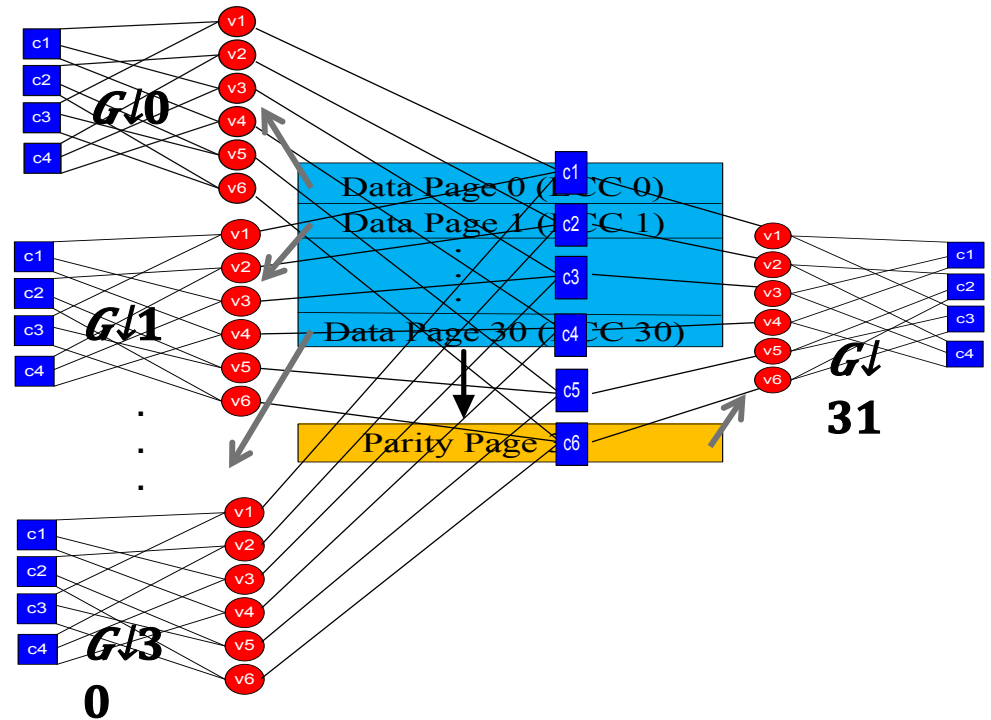 c1
c2
c3
c4
v1
v2
v3
v4
v5
v6
G↓0
c1
c2
c3
c4
v1
v2
v3
v4
v5
v6
G↓1
.
.
.
c1
c2
c3
c4
v1
v2
v3
v4
v5
v6
G↓3
0
Data Page 0 (ECC 0)
Data Page 1 (ECC 1)
.
.
.
Data Page 30 (ECC 30)
Parity Page
c1
c2
c3
c4
c5
c6
v1
v2
v3
v4
v5
v6
c1
c2
c3
c4
G↓
31